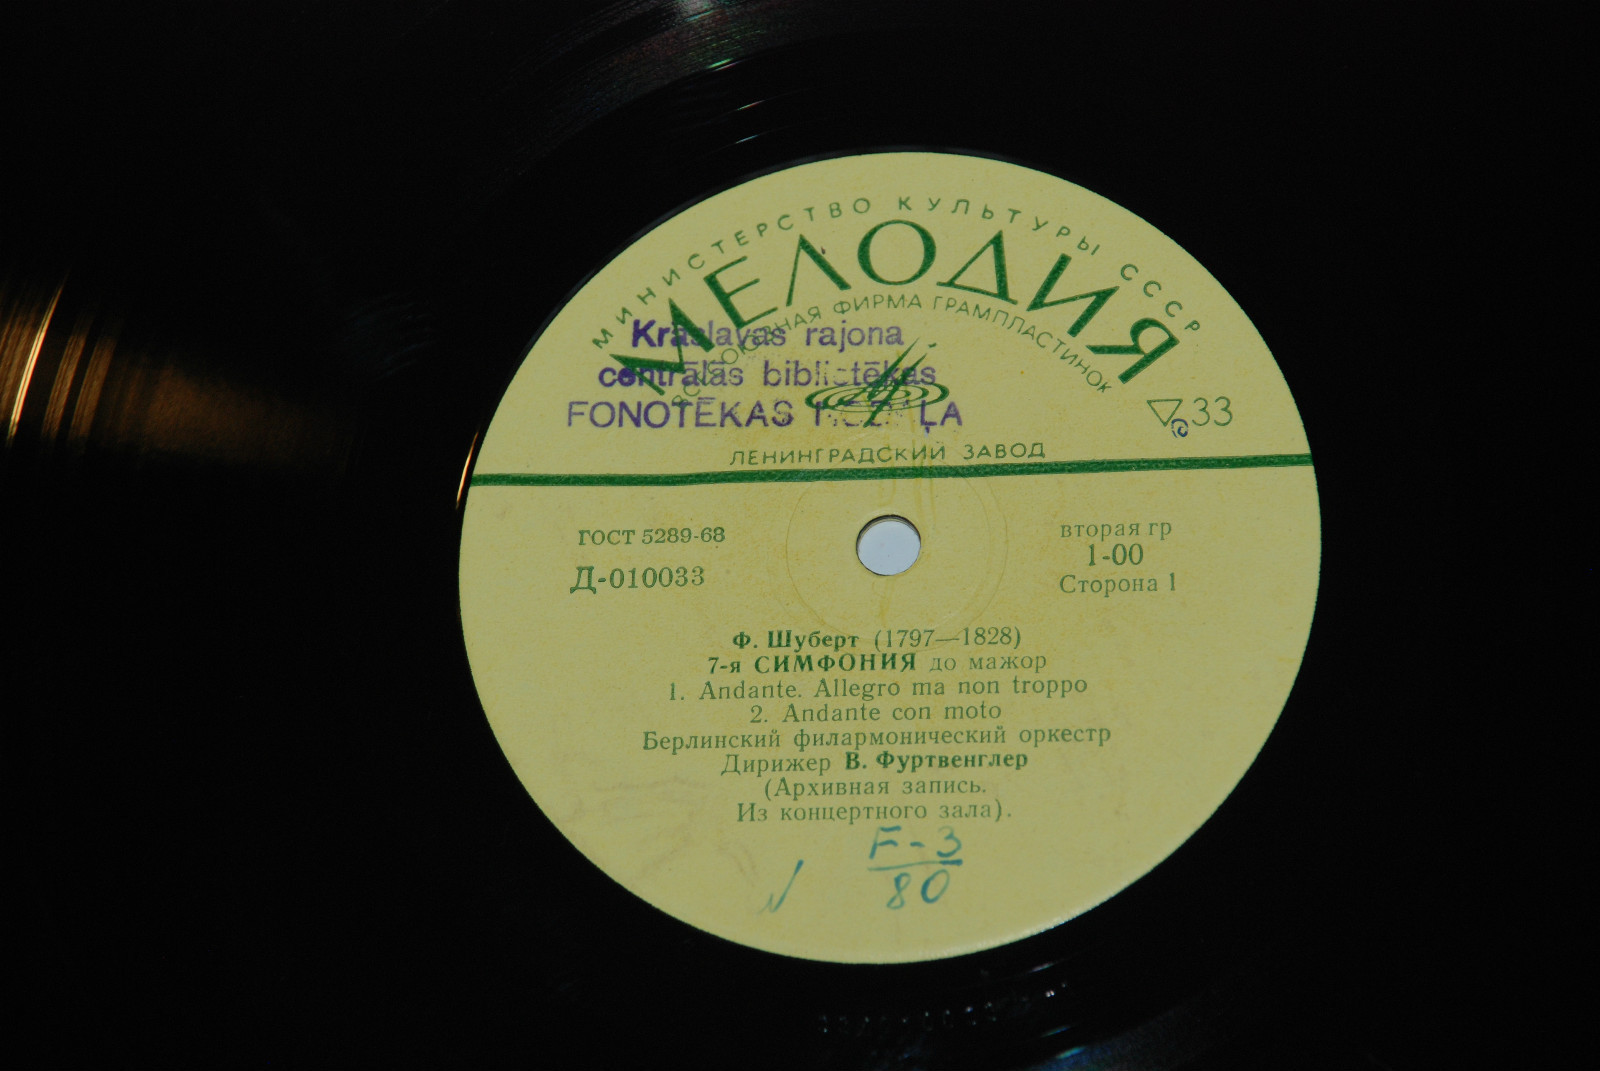 МИНИСТЕРСТВО КУЛЬТУРЫ СССР
МЕЛОДИЯ
ВСЕСОЮЗНАЯ ФИРМА ГРАМПЛАСТИНОК
Krāslavas rajona
centrālās bibliotēkas
FONOTĒKAS
33
ЛЕНИНГРАДСКИЙ ЗАВОД
ГОСТ 5289-68
Д-010033
вторая гр
1-00
Сторона 1
Ф. Шуберт (1797—1828)
7-я СИМФОНИЯ до мажор
1. Andante. Allegro ma non troppo
2. Andante con moto
Берлинский филармонический оркестр
Дирижер В. Фуртвенглер
(Архивная запись.
Из концертного зала).
F-3
80